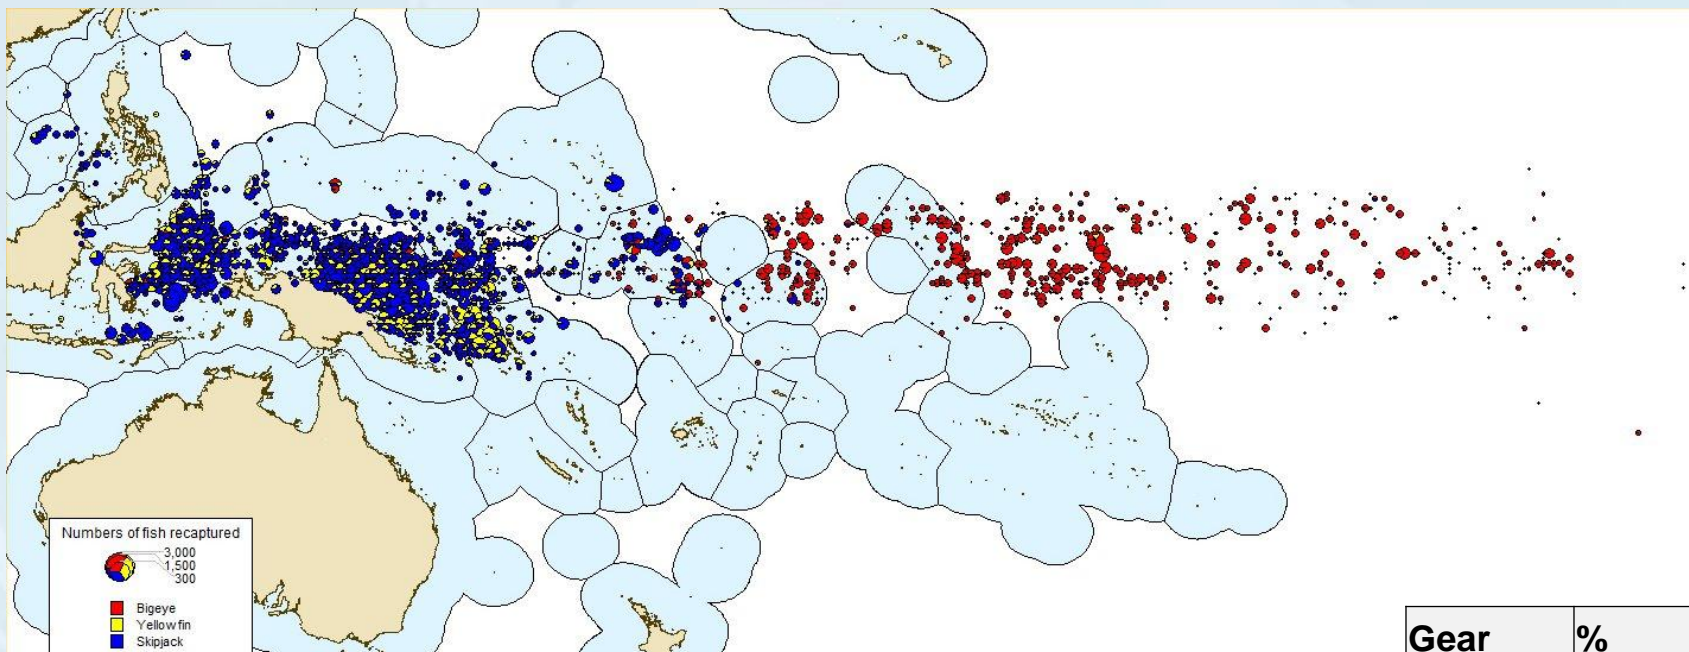 Numbers of fish recaptured
3,000
1,500
300
Bigeye
Yellowfin
Skipjack
Gear %